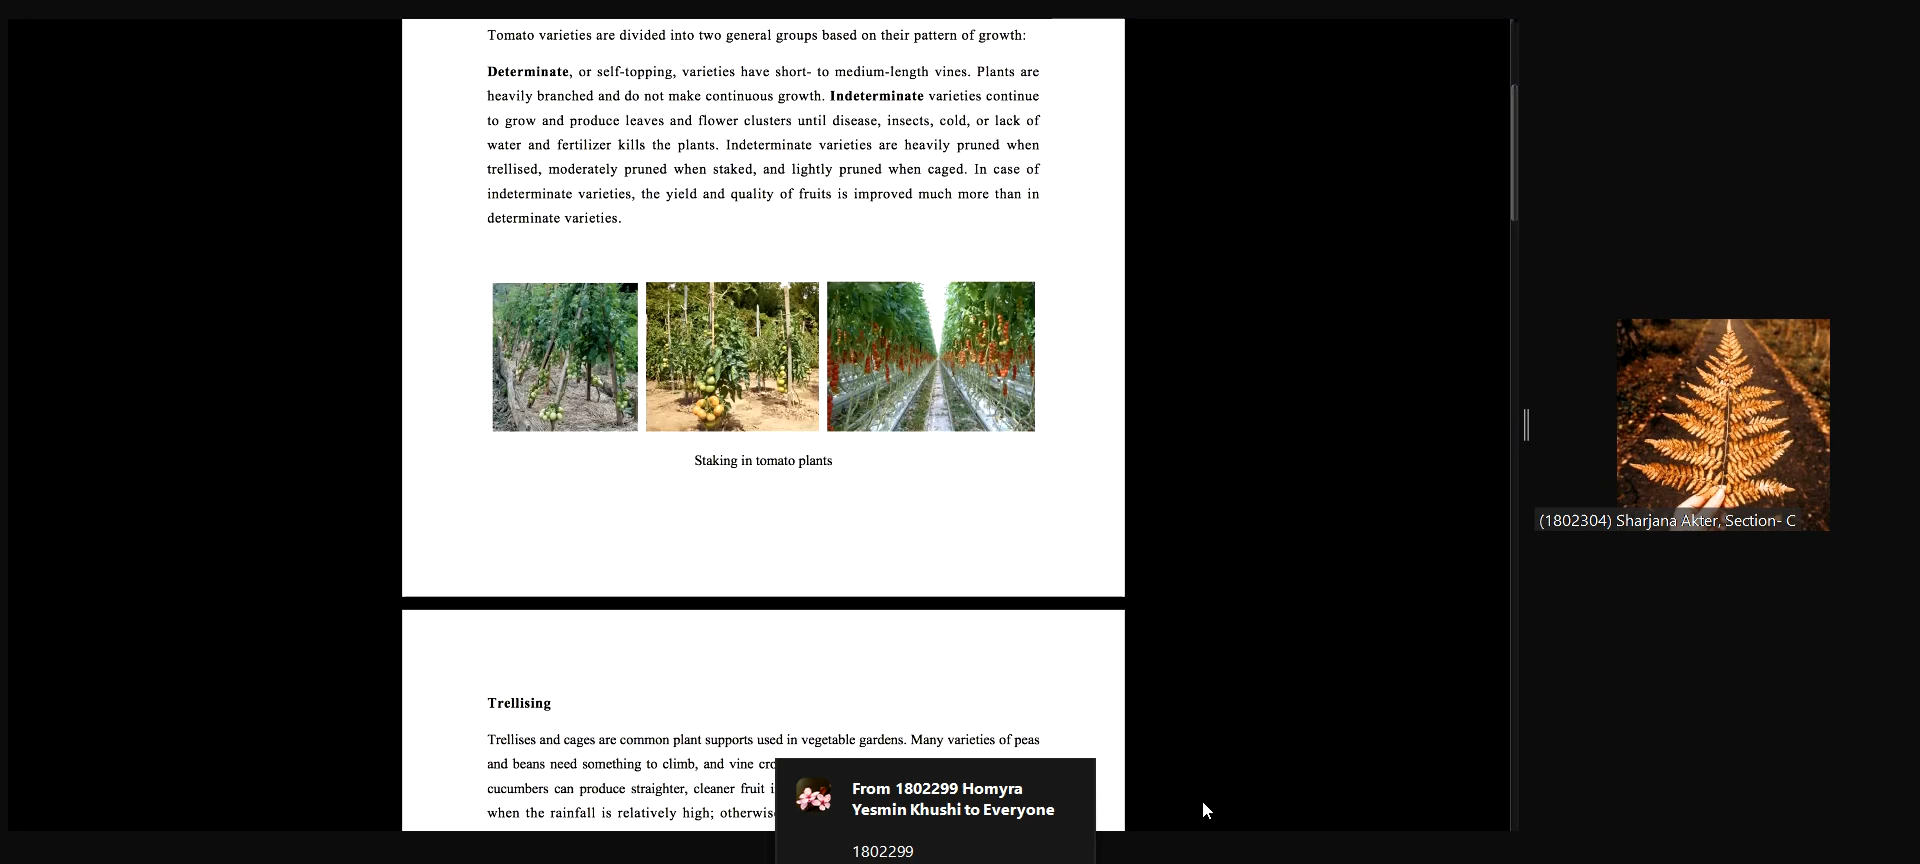 Tomato varieties are divided into two general groups based on their pattern of growth:
Determinate, or self-topping, varieties have short- to medium-length vines. Plants are
heavily branched and do not make continuous growth. Indeterminate varieties continue
to grow and produce leaves and flower clusters until disease, insects, cold, or lack of
water and fertilizer kills the plants. Indeterminate varieties are heavily pruned when
trellised, moderately pruned when staked, and lightly pruned when caged. In case of
indeterminate varieties, the yield and quality of fruits is improved much more than in
determinate varieties.
Staking in tomato plants
Trellising
Trellises and cages are common plant supports used in vegetable gardens. Many varieties of peas
and beans need something to climb, and vine
cucumbers can produce straighter, cleaner fruit
when the rainfall is relatively high;
From 1802299 Homyra
Yesmin Khushi to Everyone
1802299
(1802304) Sharjana Akter, Section- C